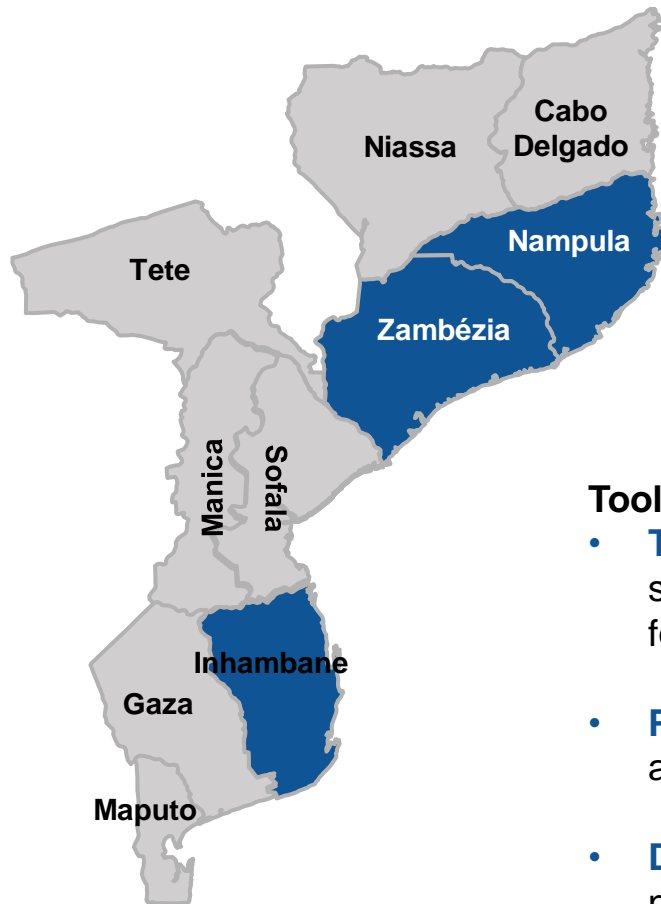 Cabo
Delgado
Niassa
Nampula
Tete
Zambézia
Manica
Sofala
Inhambane
Gaza
Maputo
Tool
• T
s
• F
a
• D